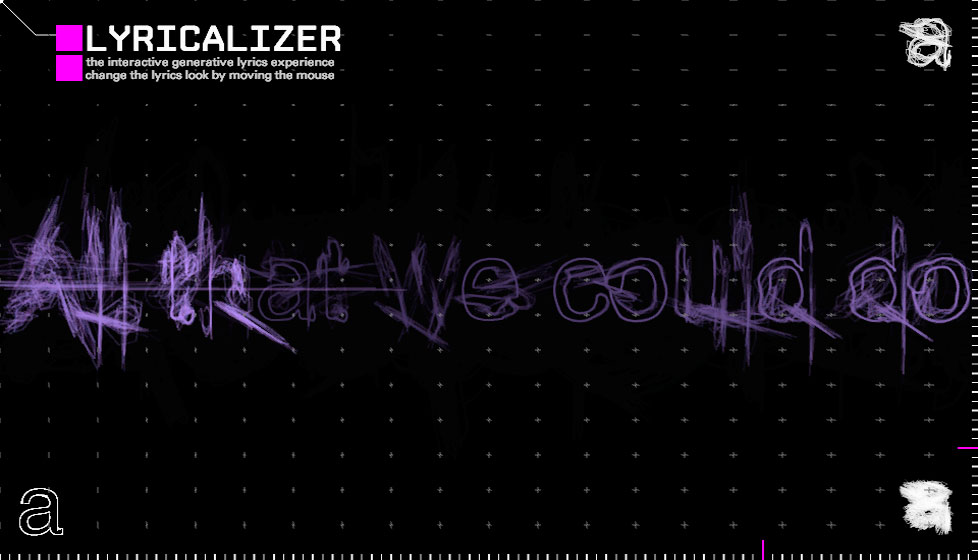 LYRICALIZER
the interactive generative lyrics experience
change the lyrics look by moving the mouse
a
All that we could do
a
a